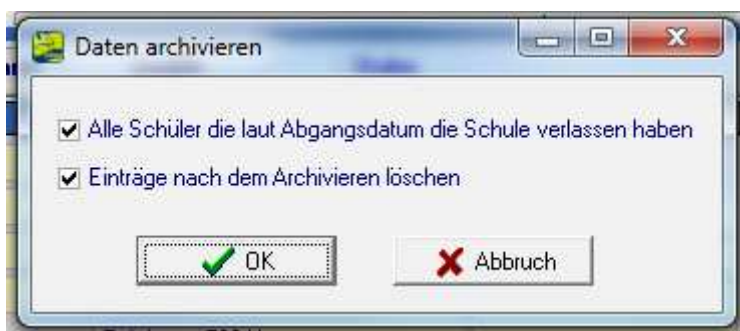 Daten archivieren
Alle Schüler die laut Abgangsdatum die Schule verlassen haben
Einträge nach dem Archivieren löschen
OK
Abbruch